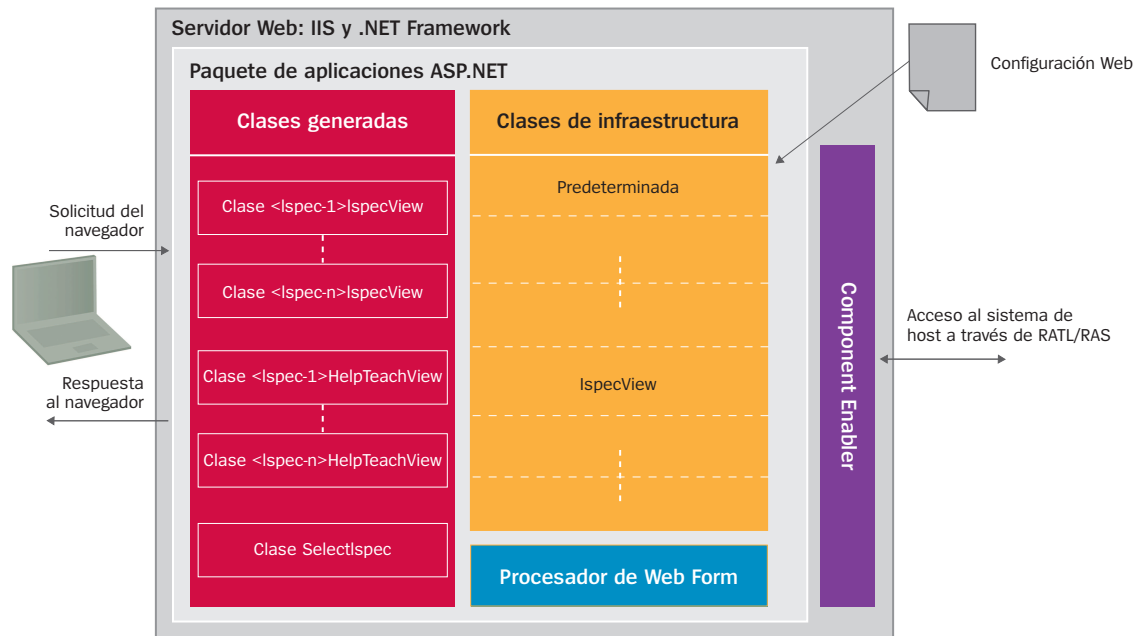 Servidor Web: IIS y .NET Framework
Paquete de aplicaciones ASP.NET
Configuración Web
Clases generadas
Clases de infraestructura
Predeterminada
Clase <Ispec-1>IspecView
Solicitud del
navegador
Clase <Ispec-n>IspecView
Component Enabler
Acceso al sistema de
host a través de RATL/RAS
Clase <Ispec-1>HelpTeachView
IspecView
Respuesta
al navegador
Clase <Ispec-n>HelpTeachView
Clase SelectIspec
Procesador de Web Form